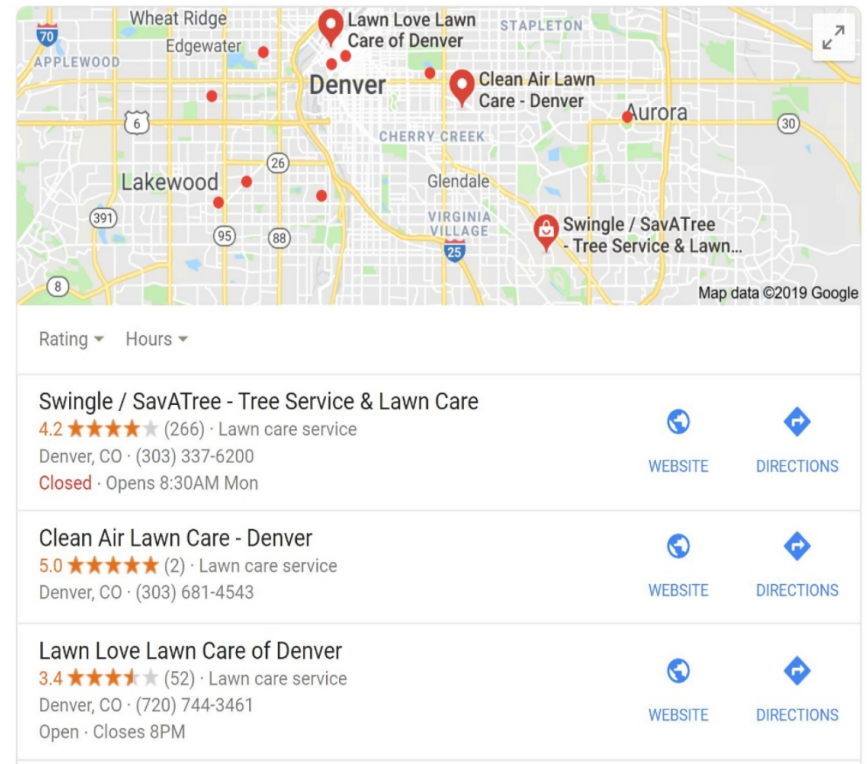 Wheat Ridge
Lawn Love Lawn
Care of Denver
STAPLETON
70
Edgewater
APPLEWOOD
Denver
Clean Air Lawn
Care - Denver
Aurora
6
30
CHERRY CREEK
26
Lakewood
Glendale
391
VIRGINIA
VILLAGE
Swingle / SavATree
- Tree Service & Lawn...
95
88
25
8
Map data ©2019 Google
Rating Hours
Swingle / SavATree - Tree Service & Lawn Care
4.2 (266) · Lawn care service
Denver, CO · (303) 337-6200
Closed · Opens 8:30AM Mon
WEBSITE DIRECTIONS
Clean Air Lawn Care - Denver
5.0 (2) · Lawn care service
Denver, CO · (303) 681-4543
WEBSITE DIRECTIONS
Lawn Love Lawn Care of Denver
3.4 (52) · Lawn care service
Denver, CO · (720) 744-3461
Open · Closes 8PM
WEBSITE DIRECTIONS